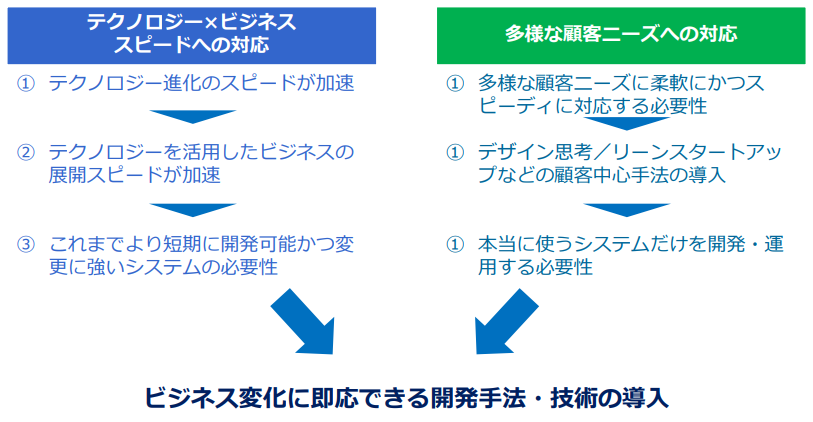 テクノロジー×ビジネス
スピードへの対応
① テクノロジー進化のスピードが加速
② テクノロジーを活用したビジネスの
展開スピードが加速
③ これまでより短期に開発可能かつ変
更に強いシステムの必要性
多様な顧客ニーズへの対応
① 多様な顧客ニーズに柔軟にかつス
ピーディに対応する必要性
① デザイン思考／リーンスタートアッ
プなどの顧客中心手法の導入
① 本当に使うシステムだけを開発・運
用する必要性
ビジネス変化に即応できる開発手法・技術の導入